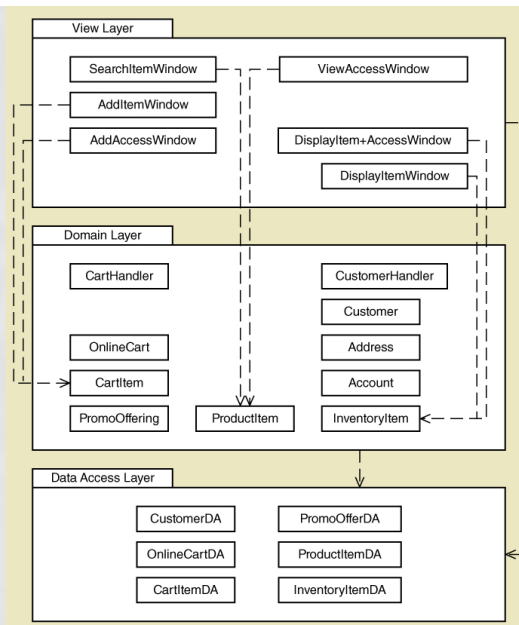 View Layer
SearchItemWindow
ViewAccessWindow
AddItemWindow
AddAccessWindow
DisplayItem+AccessWindow
DisplayItemWindow
Domain Layer
CartHandler
CustomerHandler
Customer
OnlineCart
Address
CartItem
Account
PromoOffering
ProductItem
InventoryItem
Data Access Layer
CustomerDA
PromoOfferDA
OnlineCartDA
ProductItemDA
CartItemDA
InventoryItemDA